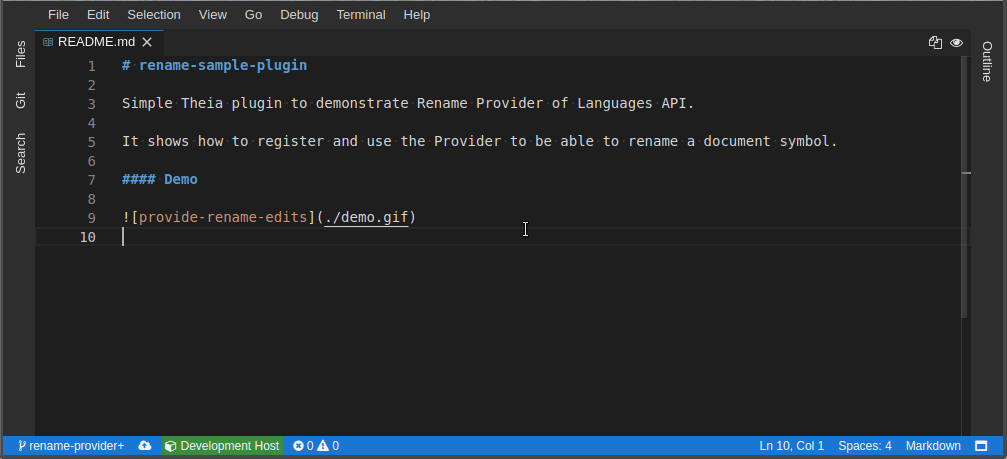 File Edit Selection View Go Debug Terminal Help
Files
Git
Search
README.md
Outline
1 # rename-sample-plugin
2
3 Simple Theia plugin to demonstrate Rename Provider of Languages API.
4
5 It shows how to register and use the Provider to be able to rename a document symbol.
6
7 #### Demo
8
9 ![provide-rename-edits](./demo.gif)
10
rename-provider+ Development Host 0 0 Ln 10, Col 1 Spaces: 4 Markdown